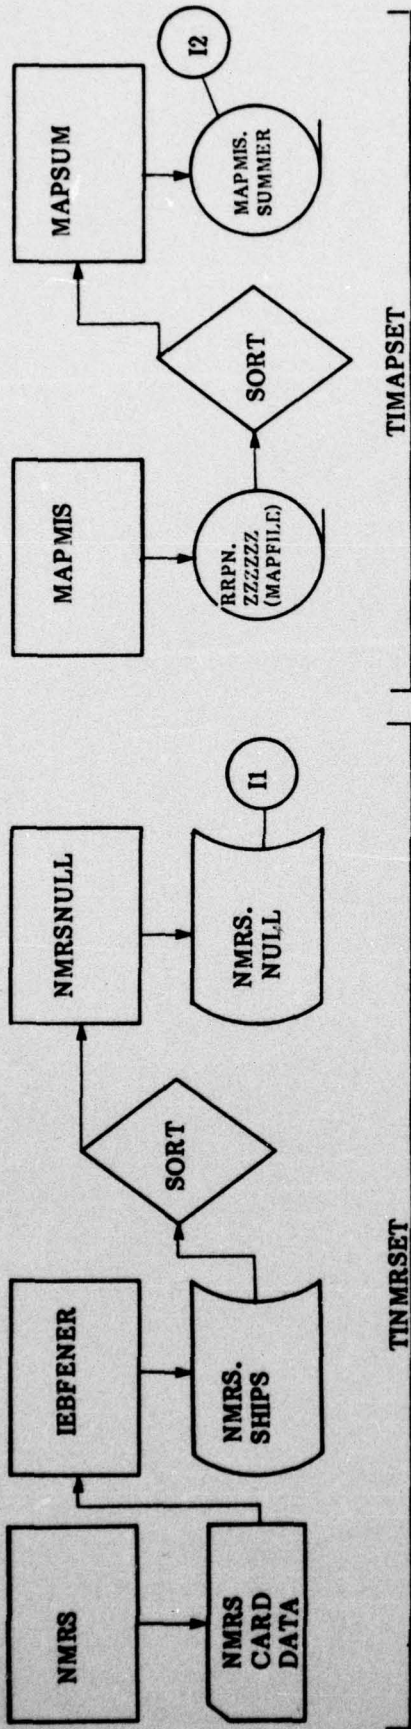 NMRS
NMRS
CARD
DATA
IEBFENER
NMRS.
SHIPS
SORT
NMRSNULL
NMRS.
NULL
I1
TINMRSET
MAPMIS
RRPN.
ZZZZZZ
(MAPFILE)
SORT
MAPSUM
MAPMIS.
SUMMER
I2
TIMAPSET